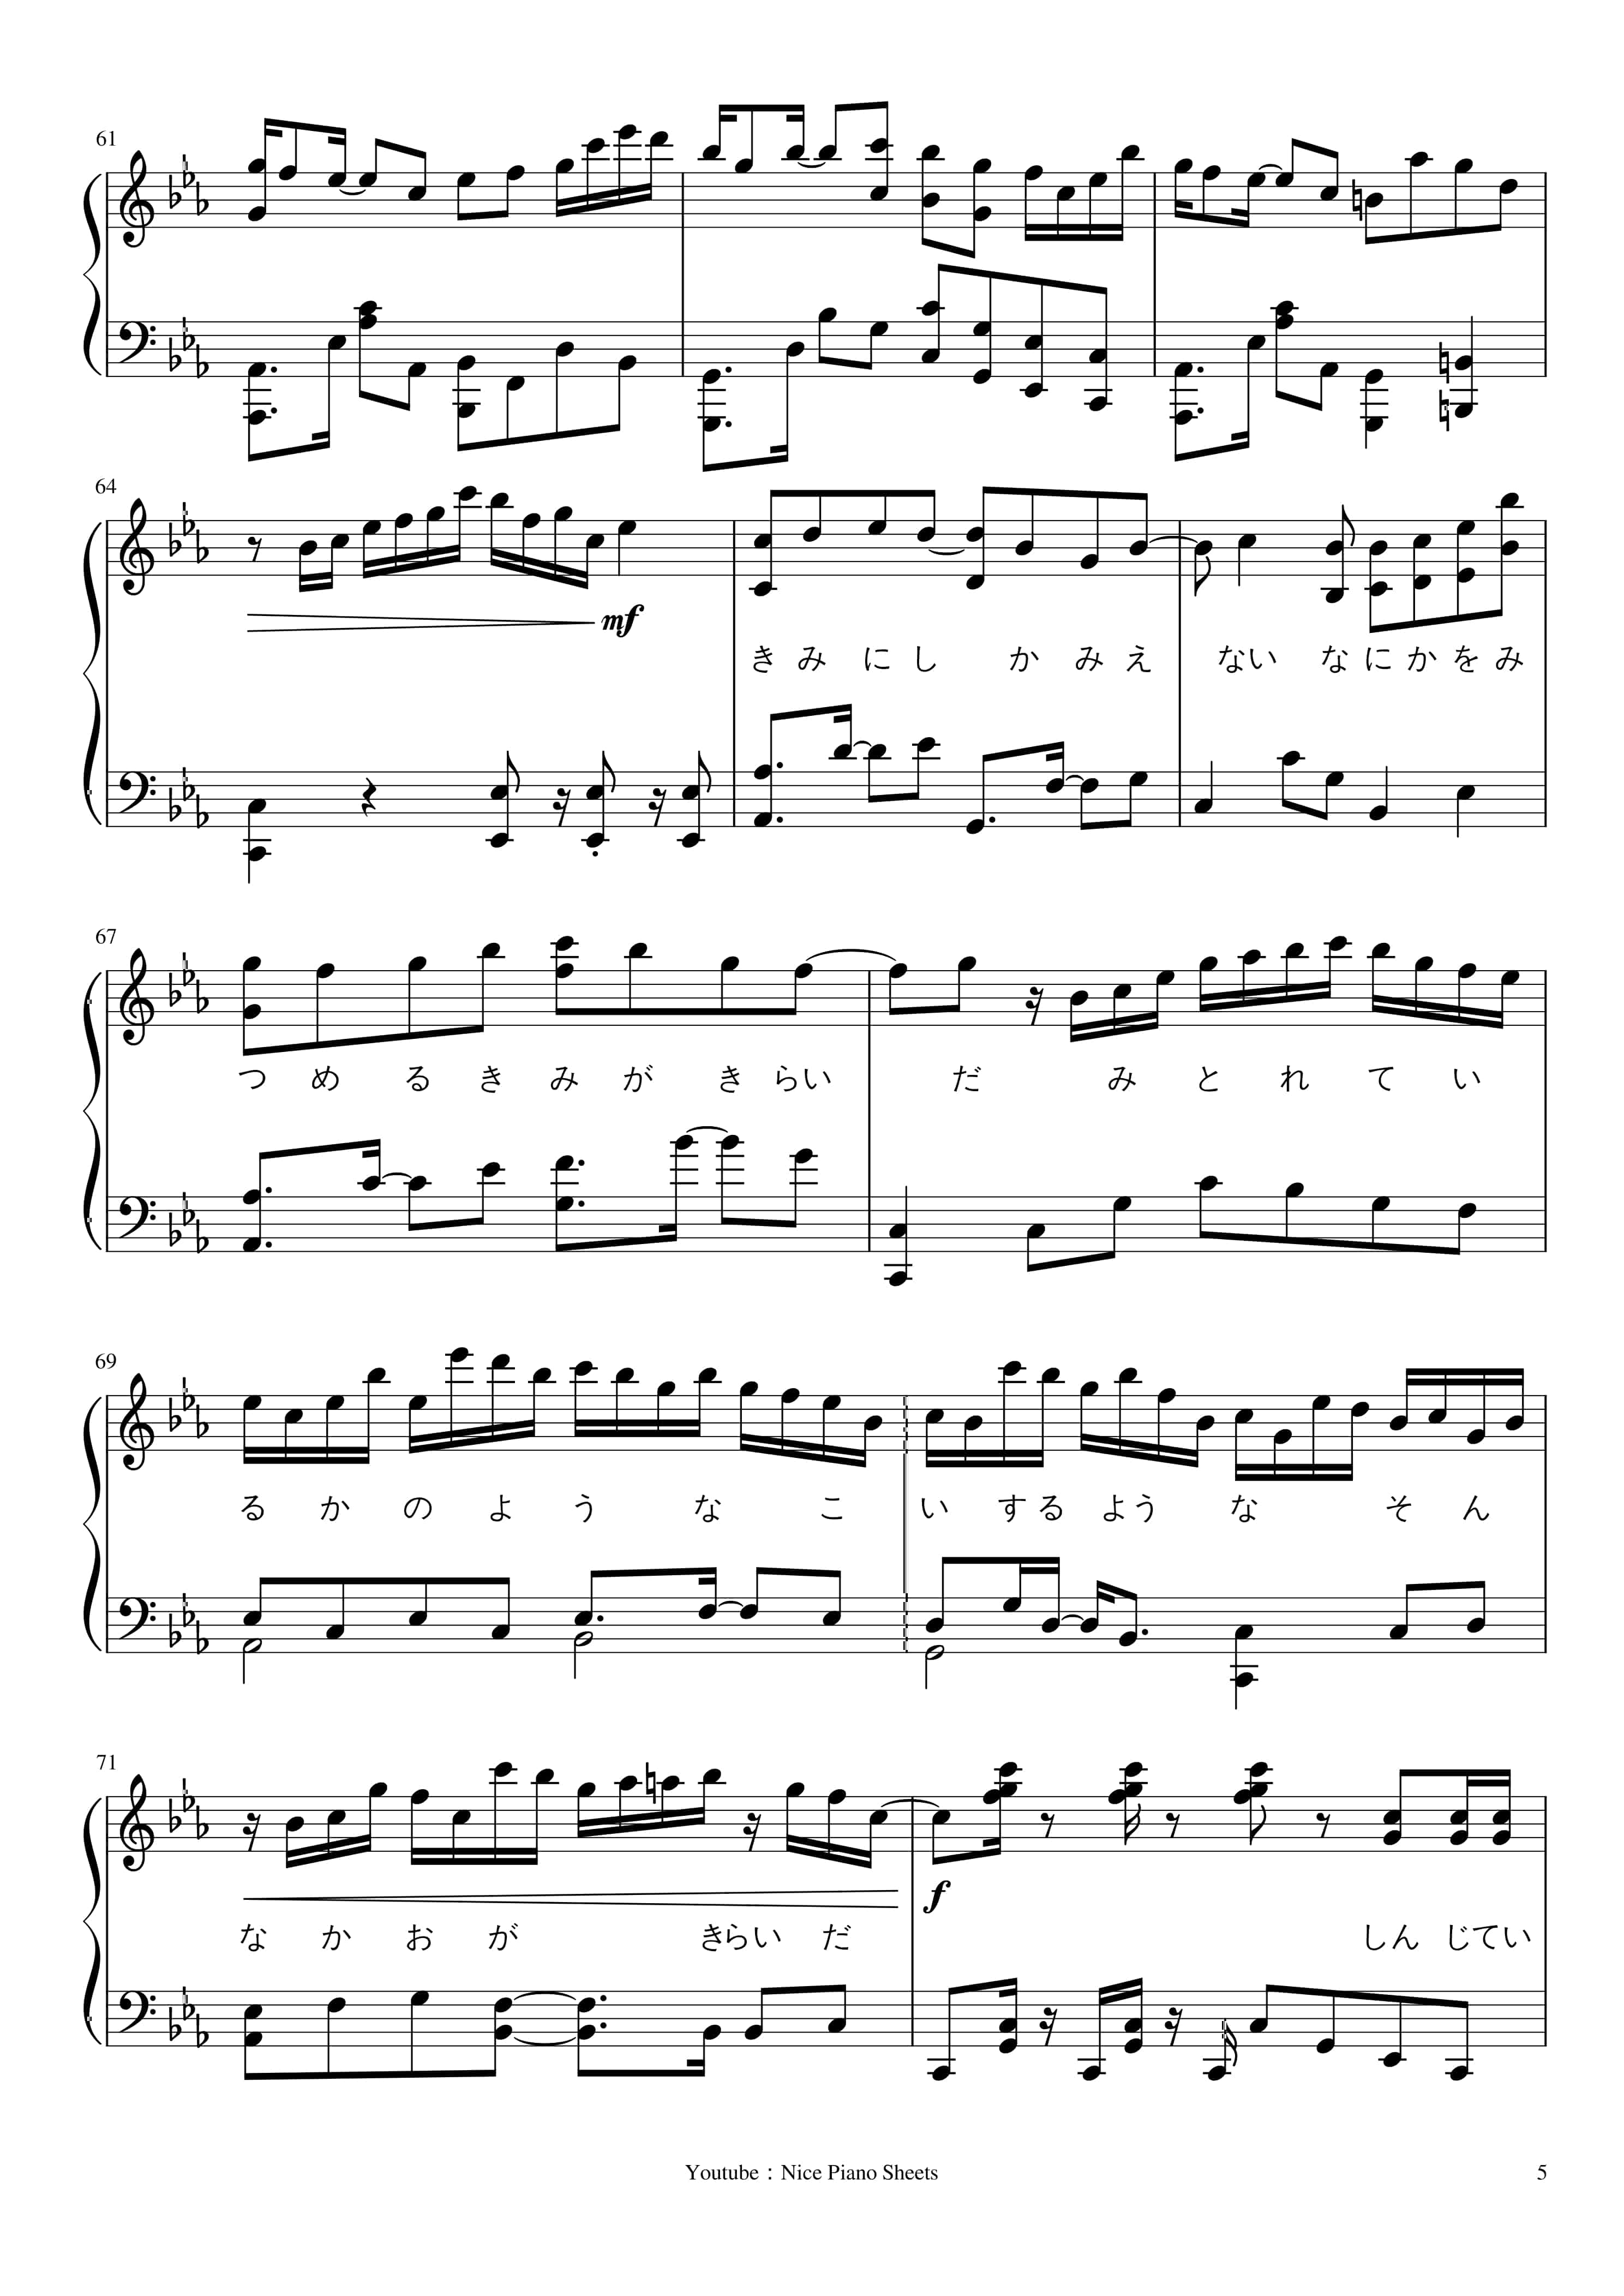 61
64
mf
きみにしかみえ ない なにかをみ
67
つめるきみがきらい だ みとれてい
69
るかのようなこ いするような そん
71
f
なかおが きらいだ しんじてい
Youtube：Nice Piano Sheets 5